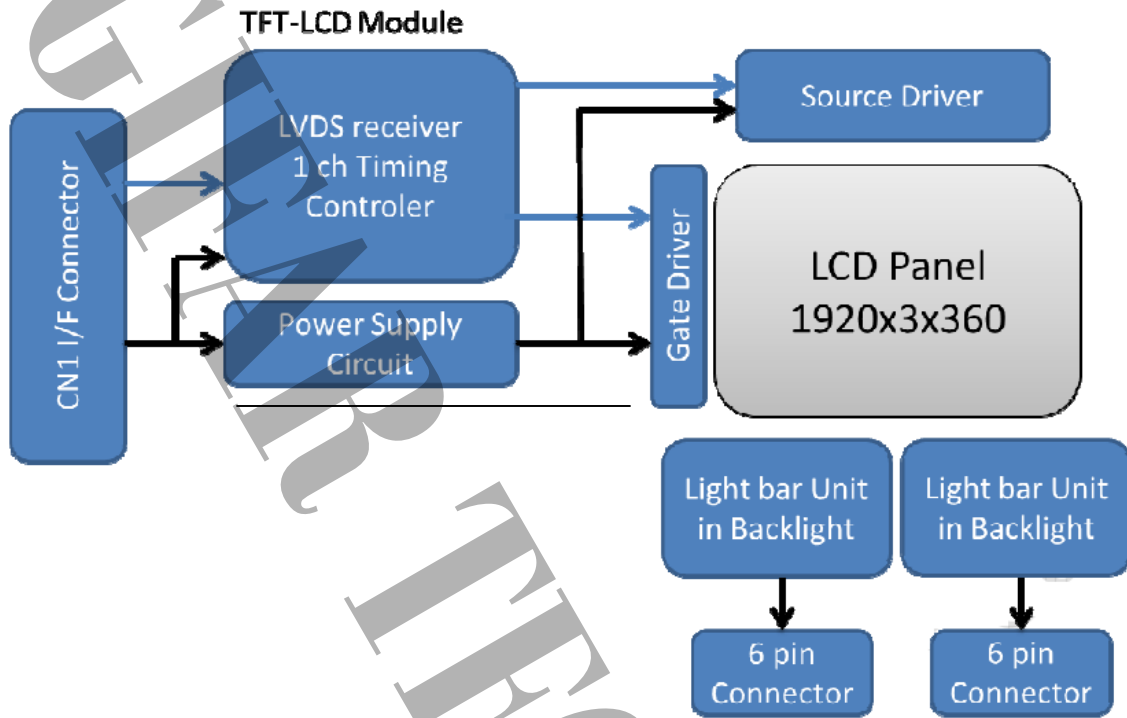 TFT-LCD Module
CN1 I/F Connector
LVDS receiver
1 ch Timing
Controler
Power Supply
Circuit
Source Driver
Gate Driver
LCD Panel
1920x3x360
Light bar Unit
in Backlight
Light bar Unit
in Backlight
6 pin
Connector
6 pin
Connector